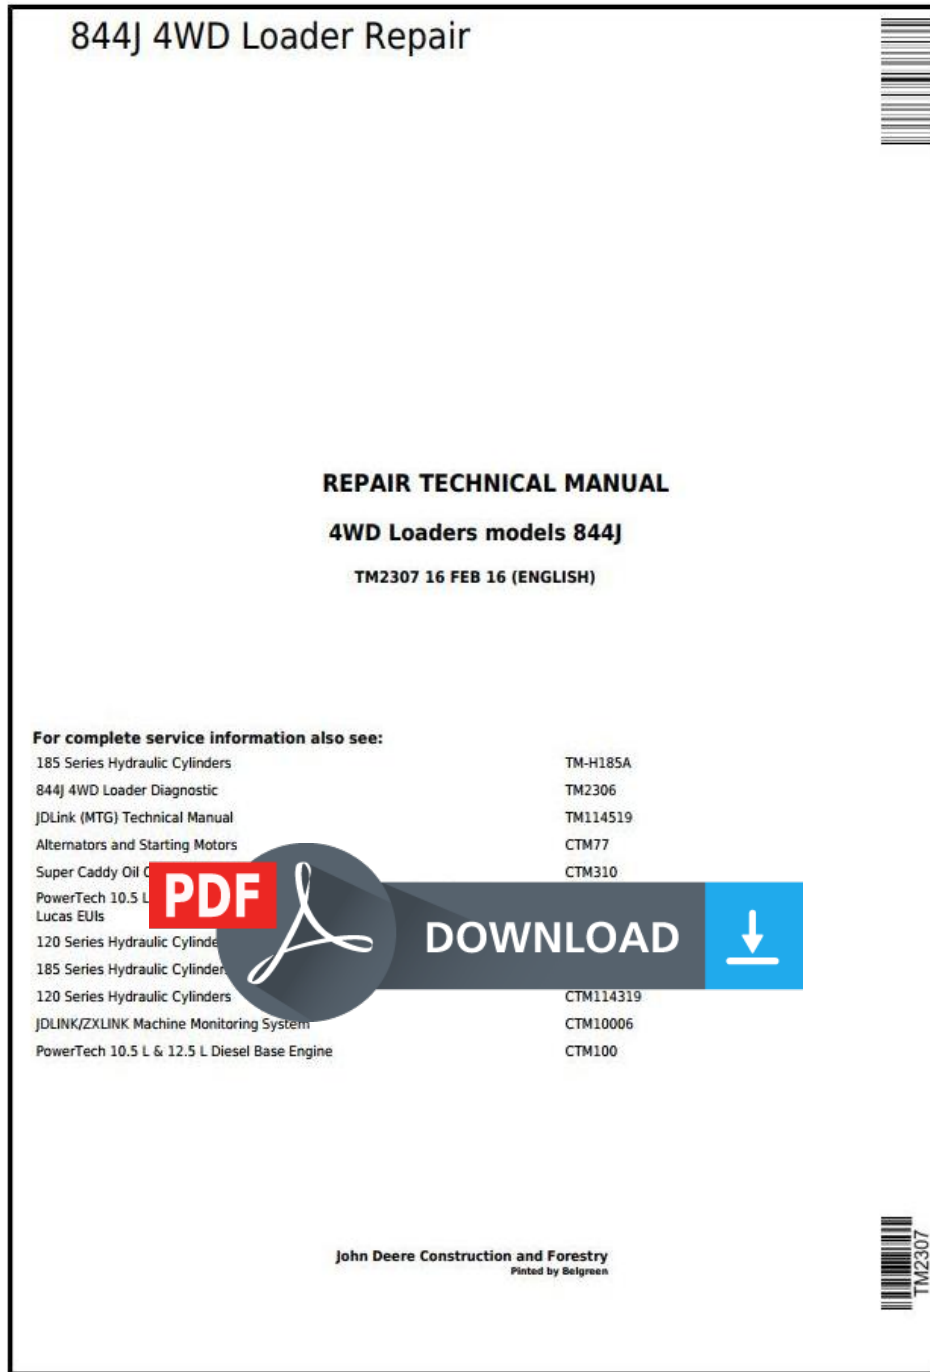 844J 4WD Loader Repair
REPAIR TECHNICAL MANUAL
4WD Loaders models 844J
TM2307 16 FEB 16 (ENGLISH)
For complete service information also see:
185 Series Hydraulic Cylinders TM-H185A
844J 4WD Loader Diagnostic TM2306
JDLink (MTG) Technical Manual TM114519
Alternators and Starting Motors CTM77
Super Caddy Oil CTM310
PowerTech 10.5 L
Lucas EUIs
120 Series Hydraulic
185 Series Hydraulic
120 Series Hydraulic Cylinders CTM114319
JDLINK/ZXLINK Machine Monitoring System CTM10006
PowerTech 10.5 L & 12.5 L Diesel Base Engine CTM100
PDF
DOWNLOAD
John Deere Construction and Forestry
Pinted by Belgreen
TM2307